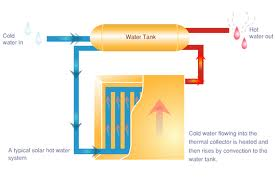 Cold
water in
Water Tank
Hot
water out
A typical solar hot water
system
Cold water flowing into the
thermal collector is heated and
then rises by convection to the
water tank.